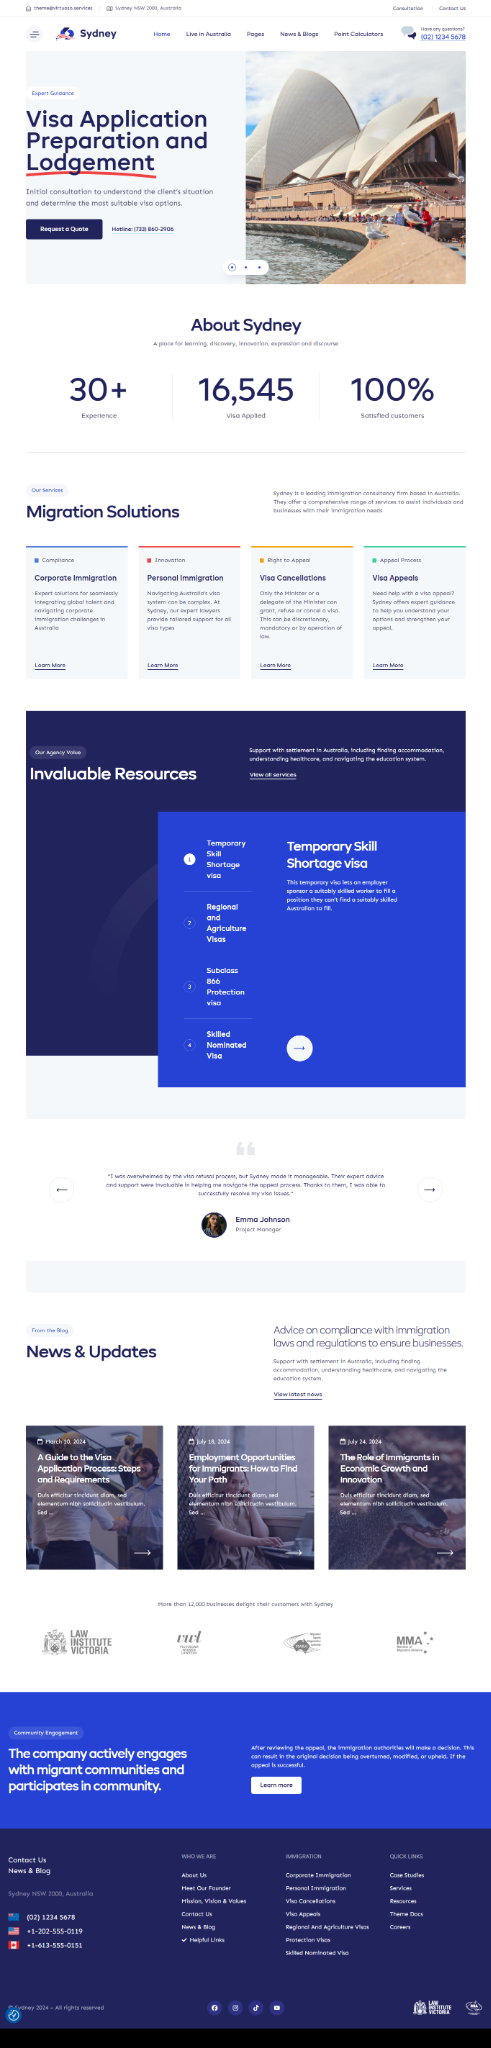 theme@virtuoso.services
Sydney NSW 2000, Australia
Consultation
Contact Us
Sydney
Home
Live in Australia
Pages
News & Blogs
Point Calculators
Have any questions?
(02) 1234 5678
Expert Guidance
Visa Application
Preparation and
Lodgement
Initial consultation to understand the client's situation
and determine the most suitable visa options.
Request a Quote
Hotline: (733) 860-2906
About Sydney
A place for learning, discovery, innovation, expression and discourse
30+
16,545
100%
Experience
Visa Applied
Satisfied customers
Our Services
Migration Solutions
Sydney is a leading immigration consultancy firm based in Australia.
They offer a comprehensive range of services to assist individuals and
businesses with their immigration needs
Compliance
Corporate Immigration
Expert solutions for seamlessly
integrating global talent and
navigating corporate
immigration challenges in
Australia
Learn More
Innovation
Personal Immigration
Navigating Australia's visa
system can be complex. At
Sydney, our expert lawyers
provide tailored support for all
visa types
Learn More
Right to Appeal
Visa Cancellations
Only the Minister or a
delegate of the Minister can
grant, refuse or cancel a visa.
This can be discretionary,
mandatory or by operation of
law.
Learn More
Appeal Process
Visa Appeals
Need help with a visa appeal?
Sydney offers expert guidance
to help you understand your
options and strengthen your
appeal.
Learn More
Our Agency Value
Invaluable Resources
Support with settlement in Australia, including finding accommodation,
understanding healthcare, and navigating the education system.
View all services
1
Temporary
Skill
Shortage
visa
2
Regional
and
Agriculture
Visas
3
Subclass
866
Protection
visa
4
Skilled
Nominated
Visa
Temporary Skill
Shortage visa
This temporary visa lets an employer
sponsor a suitably skilled worker to fill a
position they can't find a suitably skilled
Australian to fill.
"I was overwhelmed by the visa refusal process, but Sydney made it manageable. Their expert advice
and support were invaluable in helping me navigate the appeal process. Thanks to them, I was able to
successfully resolve my visa issues."
Emma Johnson
Project Manager
From the Blog
News & Updates
Advice on compliance with immigration
laws and regulations to ensure businesses.
Support with settlement in Australia, including finding
accommodation, understanding healthcare, and navigating the
education system.
View latest news
March 10, 2024
A Guide to the Visa
Application Process: Steps
and Requirements
Duis efficitur tincidunt diam, sed
elementum nibh sollicitudin vestibulum.
Sed ...
July 18, 2024
Employment Opportunities
for Immigrants: How to Find
Your Path
Duis efficitur tincidunt diam, sed
elementum nibh sollicitudin vestibulum.
Sed ...
July 24, 2024
The Role of Immigrants in
Economic Growth and
Innovation
Duis efficitur tincidunt diam, sed
elementum nibh sollicitudin vestibulum.
Sed ...
More than 12,000 businesses delight their customers with Sydney
LAW
INSTITUTE
VICTORIA
vwl
MMA
Community Engagement
The company actively engages
with migrant communities and
participates in community.
After reviewing the appeal, the immigration authorities will make a decision. This
can result in the original decision being overturned, modified, or upheld. If the
appeal is successful.
Learn more
Contact Us
News & Blog
Sydney NSW 2000, Australia
(02) 1234 5678
+1-202-555-0119
+1-613-555-0151
WHO WE ARE
About Us
Meet Our Founder
Mission, Vision & Values
Contact Us
News & Blog
Helpful Links
IMMIGRATION
Corporate Immigration
Personal Immigration
Visa Cancellations
Visa Appeals
Regional And Agriculture Visas
Protection Visas
Skilled Nominated Visa
QUICK LINKS
Case Studies
Services
Resources
Theme Docs
Careers
© Sydney 2024 – All rights reserved
LAW
INSTITUTE
VICTORIA